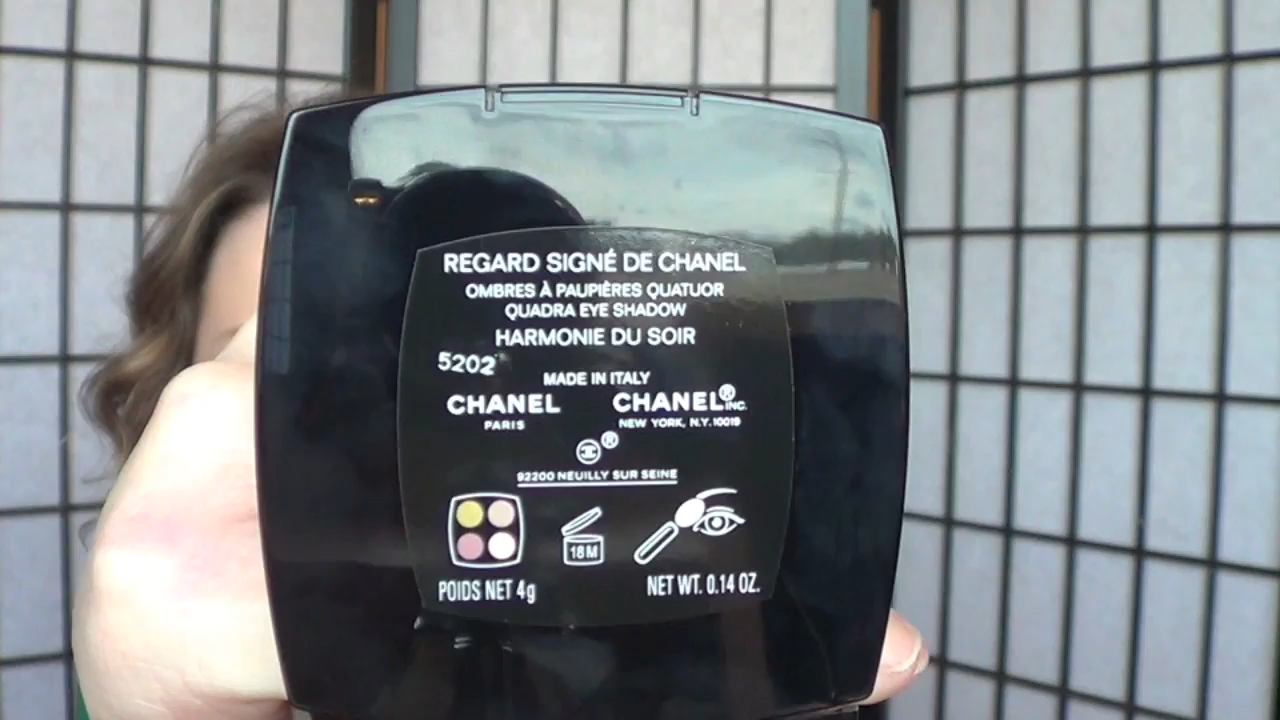 REGARD SIGNÉ DE CHANEL
OMBRES À PAUPIÈRES QUATUOR
QUADRA EYE SHADOW
HARMONIE DU SOIR
5202
MADE IN ITALY
CHANEL CHANEL® INC.
PARIS NEW YORK, N.Y. 10019
®
92200 NEUILLY SUR SEINE
18M
POIDS NET 4g NET WT. 0.14 OZ.